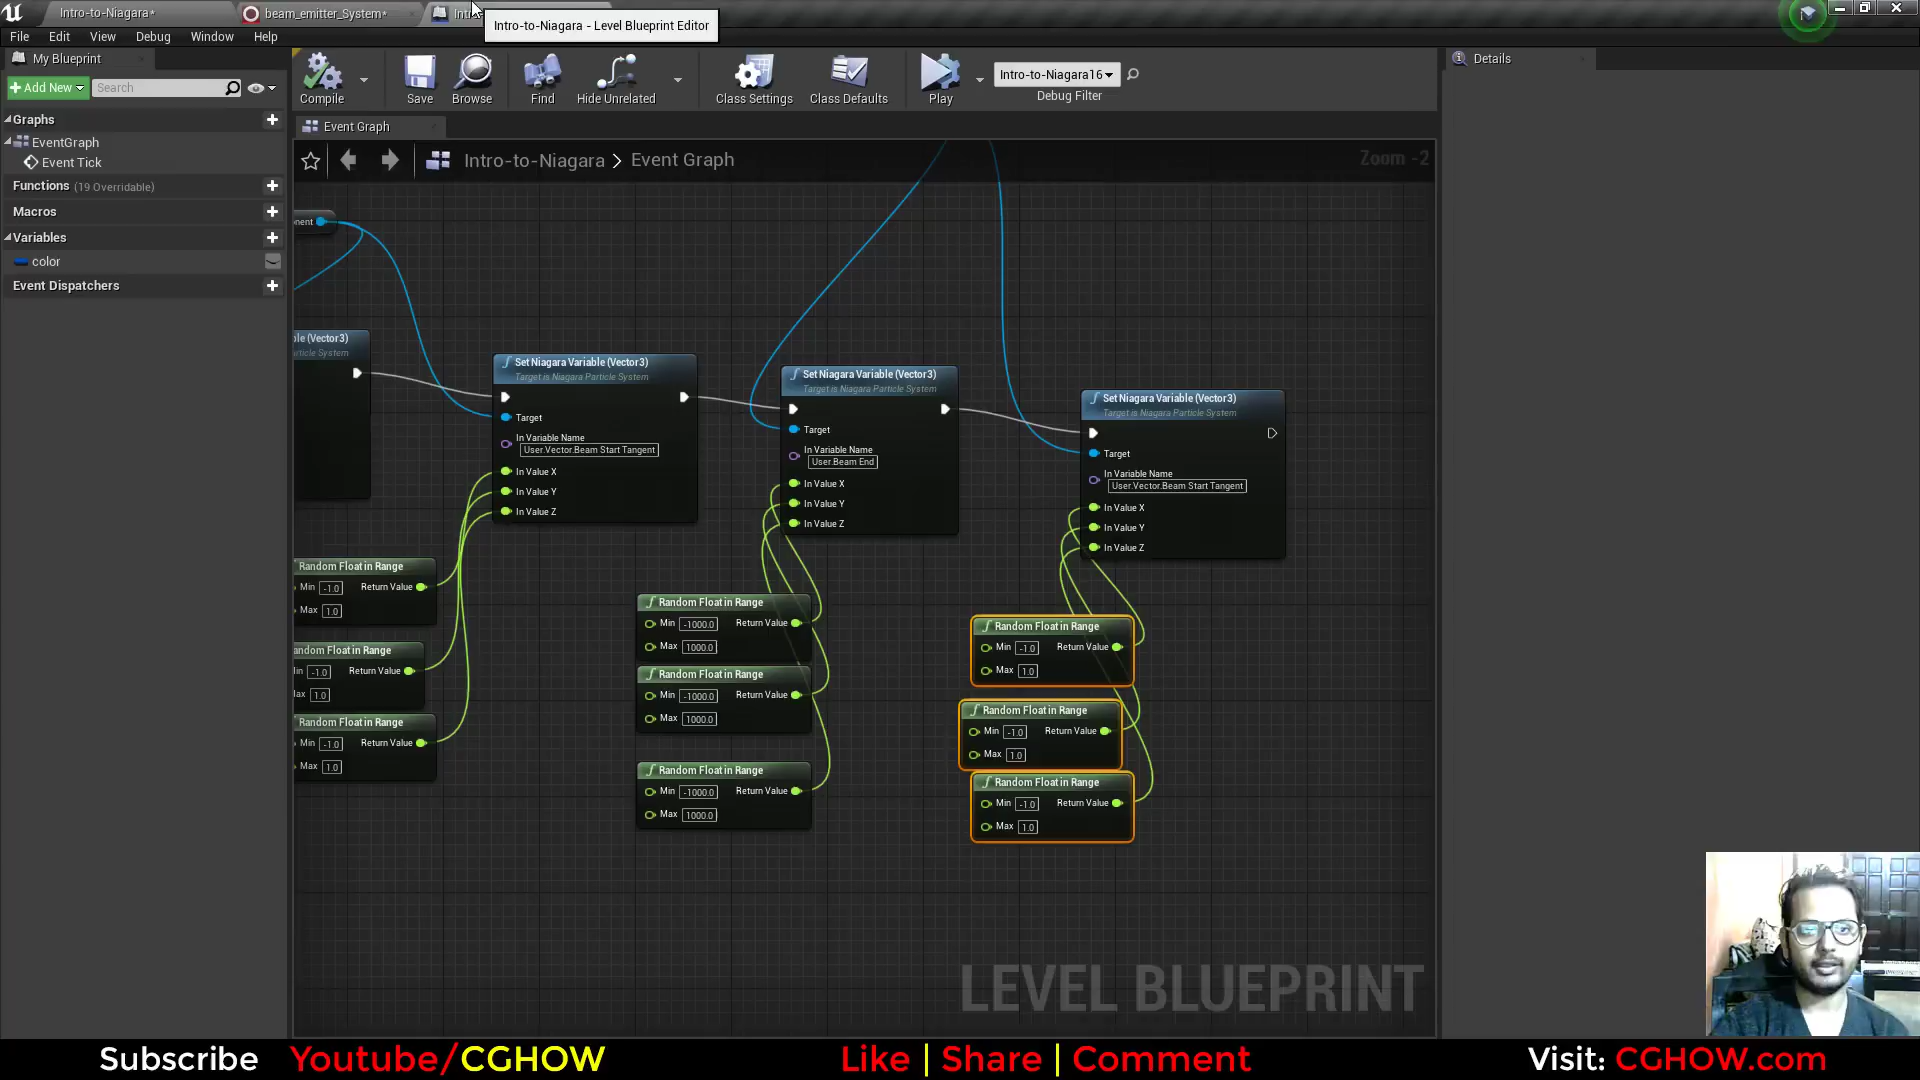 Intro-to-Niagara*
beam_emitter_System*
Intro-to-Niagara - Level Blueprint Editor
File Edit View Debug Window Help
My Blueprint
Add New
Search
Graphs
EventGraph
Event Tick
Functions (19 Overridable)
Macros
Variables
color
Event Dispatchers
Compile
Save
Browse
Find
Hide Unrelated
Class Settings
Class Defaults
Play
Intro-to-Niagara16
Debug Filter
Details
Event Graph
Intro-to-Niagara > Event Graph
Zoom -2
(Vector3)
Set Niagara Variable (Vector3)
Target is Niagara Particle System
Target
In Variable Name
User.Vector.Beam Start Tangent
In Value X
In Value Y
In Value Z
Set Niagara Variable (Vector3)
Target is Niagara Particle System
Target
In Variable Name
User.Beam End
In Value X
In Value Y
In Value Z
Set Niagara Variable (Vector3)
Target is Niagara Particle System
Target
In Variable Name
User.Vector.Beam Start Tangent
In Value X
In Value Y
In Value Z
Random Float in Range
Min -1.0 Return Value
Max 1.0
Random Float in Range
Min -1.0 Return Value
Max 1.0
Random Float in Range
Min -1.0 Return Value
Max 1.0
Random Float in Range
Min -1000.0 Return Value
Max 1000.0
Random Float in Range
Min -1000.0 Return Value
Max 1000.0
Random Float in Range
Min -1000.0 Return Value
Max 1000.0
Random Float in Range
Min -1.0 Return Value
Max 1.0
Random Float in Range
Min -1.0 Return Value
Max 1.0
Random Float in Range
Min -1.0 Return Value
Max 1.0
LEVEL BLUEPRINT
Subscribe Youtube/CGHOW Like | Share | Comment Visit: CGHOW.com